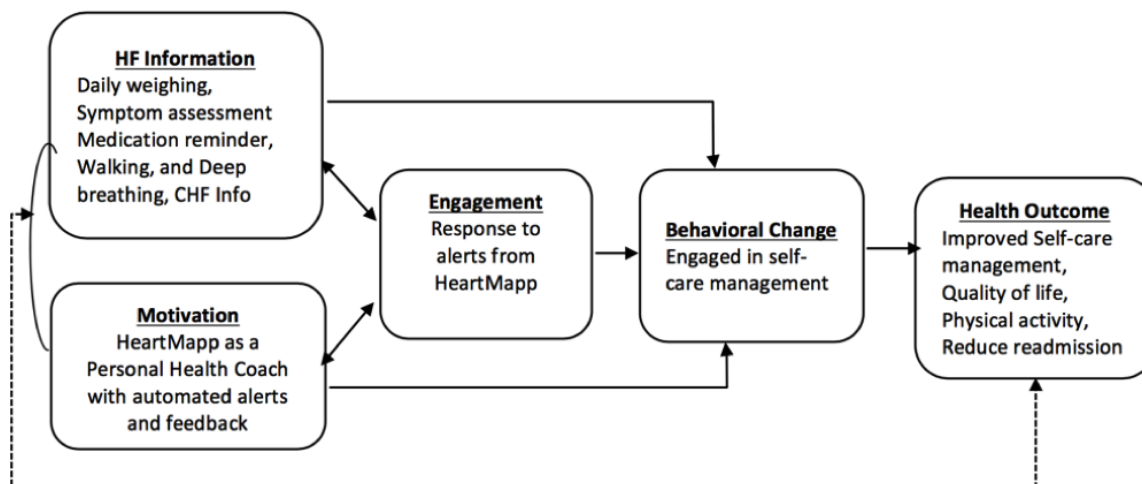 HF Information
Daily weighing,
Symptom assessment
Medication reminder,
Walking, and Deep
breathing, CHF Info
Motivation
HeartMapp as a
Personal Health Coach
with automated alerts
and feedback
Engagement
Response to
alerts from
HeartMapp
Behavioral Change
Engaged in self-
care management
Health Outcome
Improved Self-care
management,
Quality of life,
Physical activity,
Reduce readmission